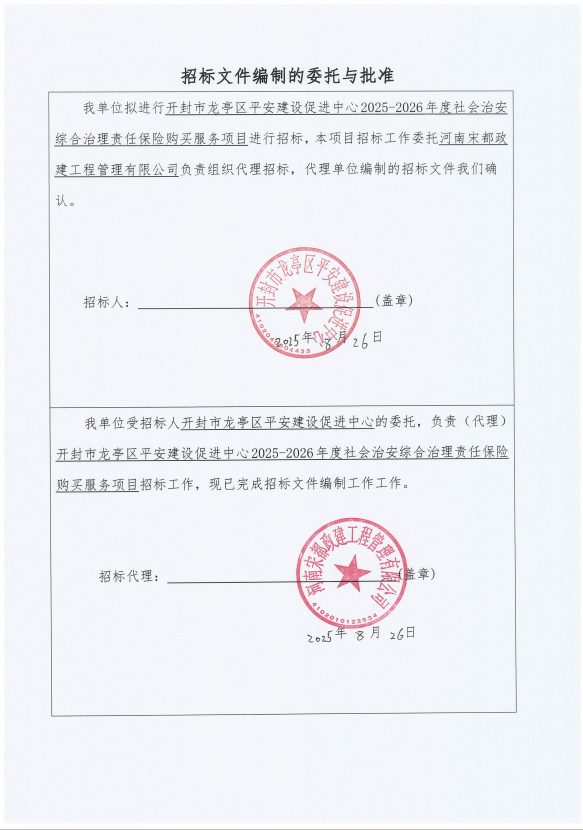 招标文件编制的委托与批准
我单位拟进行开封市龙亭区平安建设促进中心2025-2026年度社会治安
综合治理责任保险购买服务项目进行招标，本项目招标工作委托河南宋都政
建工程管理有限公司负责组织代理招标，代理单位编制的招标文件我们确
认。
开封市龙亭区平安建设促进中心
招标人：（盖章）
2025年8月26日
我单位受招标人开封市龙亭区平安建设促进中心的委托，负责（代理）
开封市龙亭区平安建设促进中心2025-2026年度社会治安综合治理责任保险
购买服务项目招标工作，现已完成招标文件编制工作工作。
河南宋都政建工程管理有限公司
招标代理：（盖章）
4102010122934
2025年8月26日